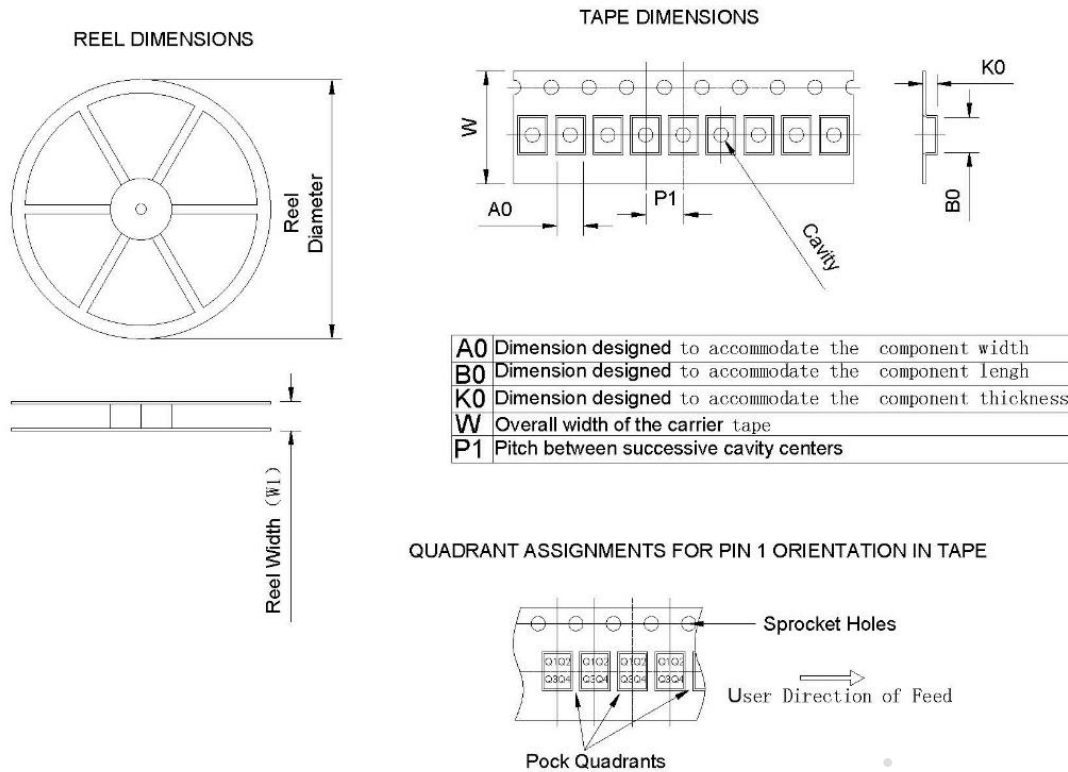 REEL DIMENSIONS
TAPE DIMENSIONS
Reel
Diameter
Reel Width (W1)
W
A0
P1
Cavity
K0
B0
A0 Dimension designed to accommodate the component width
B0 Dimension designed to accommodate the component lengh
K0 Dimension designed to accommodate the component thickness
W Overall width of the carrier tape
P1 Pitch between successive cavity centers
QUADRANT ASSIGNMENTS FOR PIN 1 ORIENTATION IN TAPE
Sprocket Holes
Q1Q2 Q1Q2 Q1Q2 Q1Q2
Q3Q4 Q3Q4 Q3Q4 Q3Q4
User Direction of Feed
Pock Quadrants